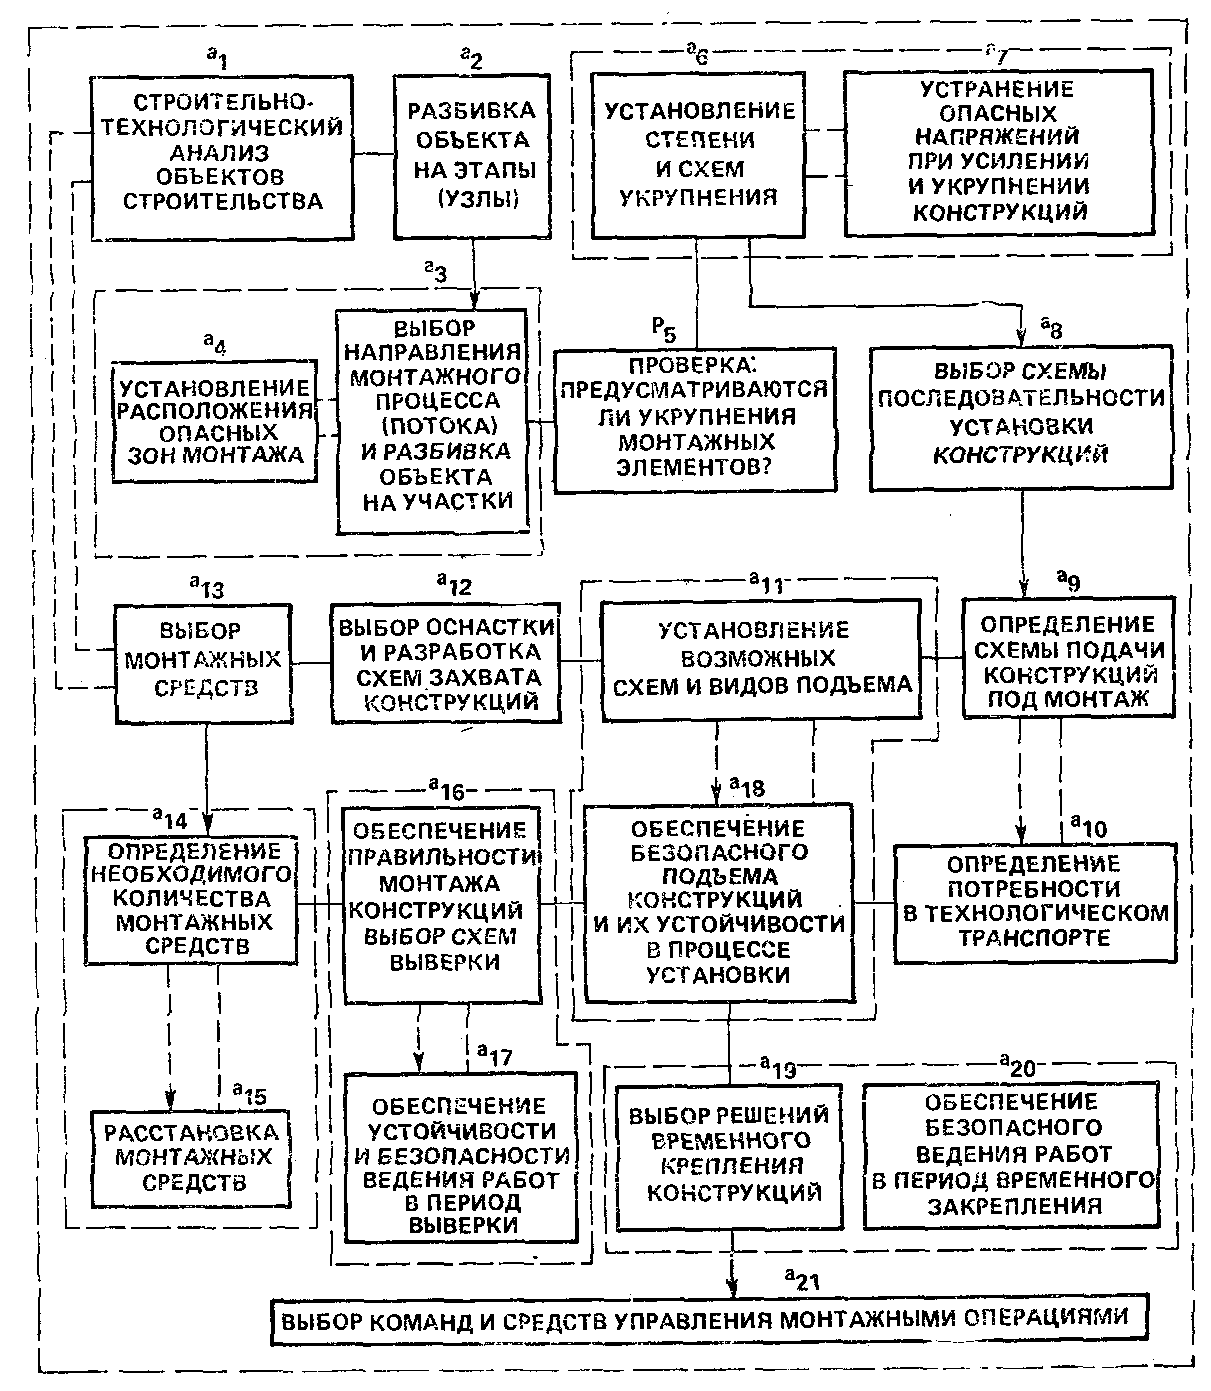 a1
СТРОИТЕЛЬНО-
ТЕХНОЛОГИЧЕСКИЙ
АНАЛИЗ
ОБЪЕКТОВ
СТРОИТЕЛЬСТВА
a2
РАЗБИВКА
ОБЪЕКТА
НА ЭТАПЫ
(УЗЛЫ)
a6
УСТАНОВЛЕНИЕ
СТЕПЕНИ
И СХЕМ
УКРУПНЕНИЯ
a7
УСТРАНЕНИЕ
ОПАСНЫХ
НАПРЯЖЕНИЙ
ПРИ УСИЛЕНИИ
И УКРУПНЕНИИ
КОНСТРУКЦИЙ
a3
ВЫБОР
НАПРАВЛЕНИЯ
МОНТАЖНОГО
ПРОЦЕССА
(ПОТОКА)
И РАЗБИВКА
ОБЪЕКТА
НА УЧАСТКИ
a4
УСТАНОВЛЕНИЕ
РАСПОЛОЖЕНИЯ
ОПАСНЫХ
ЗОН МОНТАЖА
P5
ПРОВЕРКА:
ПРЕДУСМАТРИВАЮТСЯ
ЛИ УКРУПНЕНИЯ
МОНТАЖНЫХ
ЭЛЕМЕНТОВ?
a8
ВЫБОР СХЕМЫ
ПОСЛЕДОВАТЕЛЬНОСТИ
УСТАНОВКИ
КОНСТРУКЦИЙ
a13
ВЫБОР
МОНТАЖНЫХ
СРЕДСТВ
a12
ВЫБОР ОСНАСТКИ
И РАЗРАБОТКА
СХЕМ ЗАХВАТА
КОНСТРУКЦИЙ
a11
УСТАНОВЛЕНИЕ
ВОЗМОЖНЫХ
СХЕМ И ВИДОВ ПОДЪЕМА
a9
ОПРЕДЕЛЕНИЕ
СХЕМЫ ПОДАЧИ
КОНСТРУКЦИЙ
ПОД МОНТАЖ
a14
ОПРЕДЕЛЕНИЕ
НЕОБХОДИМОГО
КОЛИЧЕСТВА
МОНТАЖНЫХ
СРЕДСТВ
a16
ОБЕСПЕЧЕНИЕ
ПРАВИЛЬНОСТИ
МОНТАЖА
КОНСТРУКЦИЙ
ВЫБОР СХЕМ
ВЫВЕРКИ
a18
ОБЕСПЕЧЕНИЕ
БЕЗОПАСНОГО
ПОДЪЕМА
КОНСТРУКЦИЙ
И ИХ УСТОЙЧИВОСТИ
В ПРОЦЕССЕ
УСТАНОВКИ
a10
ОПРЕДЕЛЕНИЕ
ПОТРЕБНОСТИ
В ТЕХНОЛОГИЧЕСКОМ
ТРАНСПОРТЕ
a15
РАССТАНОВКА
МОНТАЖНЫХ
СРЕДСТВ
a17
ОБЕСПЕЧЕНИЕ
УСТОЙЧИВОСТИ
И БЕЗОПАСНОСТИ
ВЕДЕНИЯ РАБОТ
В ПЕРИОД
ВЫВЕРКИ
a19
ВЫБОР РЕШЕНИЙ
ВРЕМЕННОГО
КРЕПЛЕНИЯ
КОНСТРУКЦИЙ
a20
ОБЕСПЕЧЕНИЕ
БЕЗОПАСНОГО
ВЕДЕНИЯ РАБОТ
В ПЕРИОД ВРЕМЕННОГО
ЗАКРЕПЛЕНИЯ
a21
ВЫБОР КОМАНД И СРЕДСТВ УПРАВЛЕНИЯ МОНТАЖНЫМИ ОПЕРАЦИЯМИ